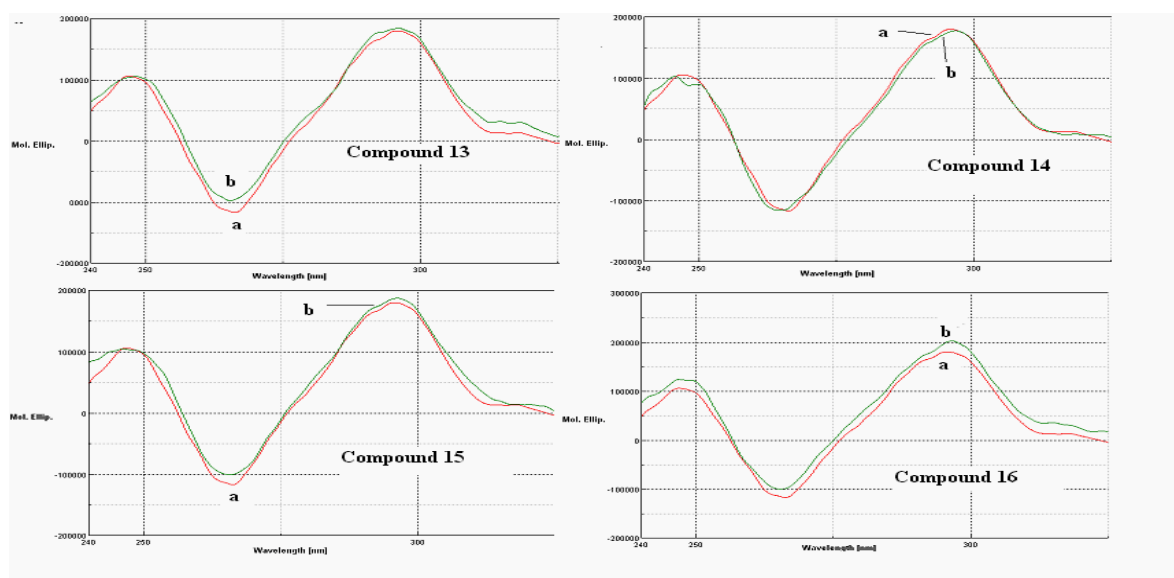 200000
100000
Mol. Ellip.
0
0000
-200000
240
250
300
Wavelength [nm]
Compound 13
b
a
200000
100000
Mol. Ellip.
0
-100000
-200000
240
250
300
Wavelength [nm]
Compound 14
a
b
200000
100000
Mol. Ellip.
0
-100000
-200000
240
250
300
Wavelength [nm]
Compound 15
b
a
300000
200000
100000
Mol. Ellip.
0
-100000
-200000
240
250
300
Wavelength [nm]
Compound 16
b
a